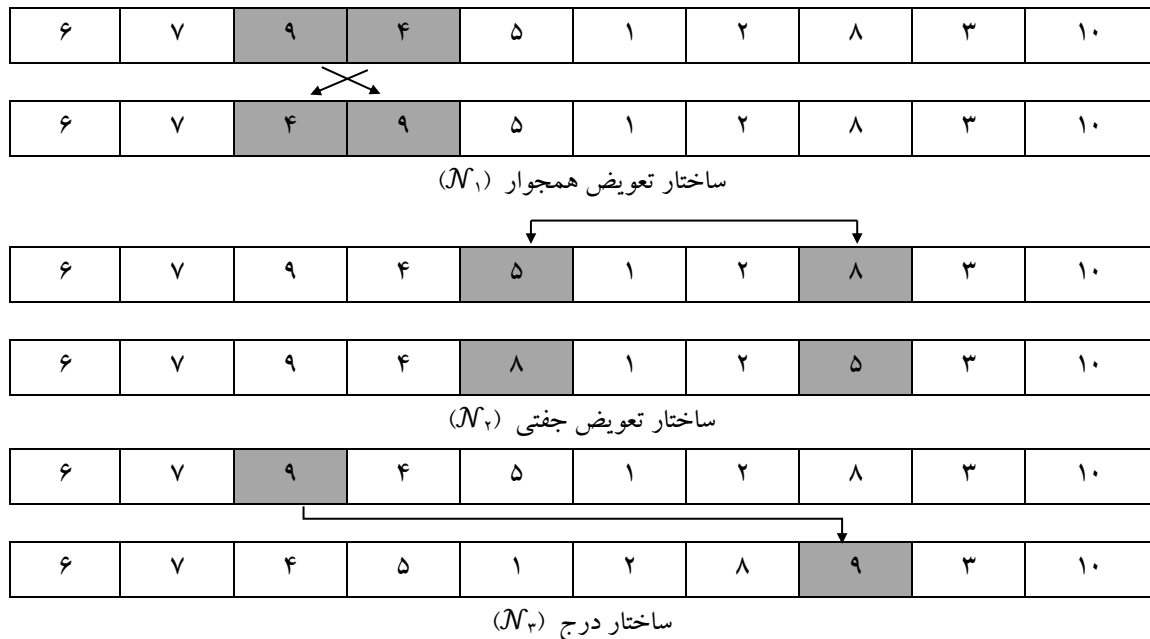 ۶ ۷ ۹ ۴ ۵ ۱ ۲ ۸ ۳ ۱۰
۶ ۷ ۴ ۹ ۵ ۱ ۲ ۸ ۳ ۱۰
ساختار تعویض همجوار (𝒩۱)
۶ ۷ ۹ ۴ ۵ ۱ ۲ ۸ ۳ ۱۰
۶ ۷ ۹ ۴ ۸ ۱ ۲ ۵ ۳ ۱۰
ساختار تعویض جفتی (𝒩۲)
۶ ۷ ۹ ۴ ۵ ۱ ۲ ۸ ۳ ۱۰
۶ ۷ ۴ ۵ ۱ ۲ ۸ ۹ ۳ ۱۰
ساختار درج (𝒩۳)